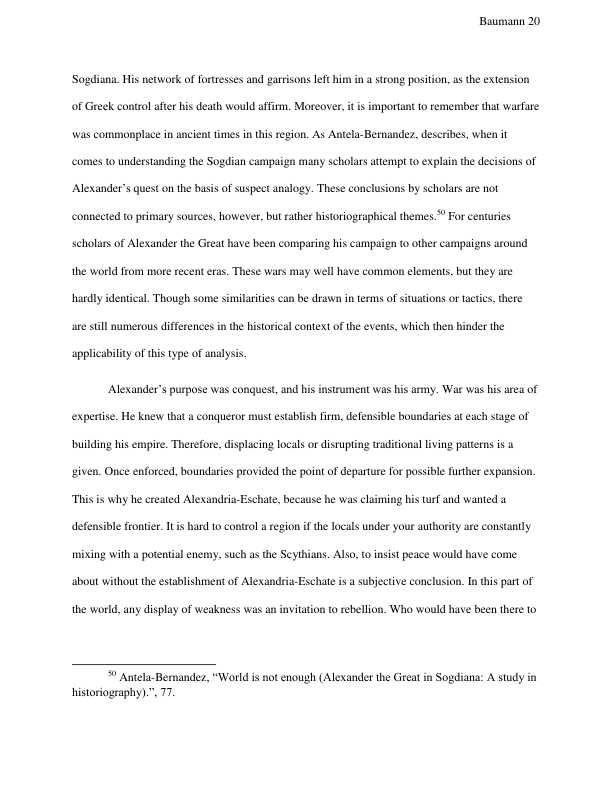 Baumann 20
Sogdiana. His network of fortresses and garrisons left him in a strong position, as the extension
of Greek control after his death would affirm. Moreover, it is important to remember that warfare
was commonplace in ancient times in this region. As Antela-Bernandez, describes, when it
comes to understanding the Sogdian campaign many scholars attempt to explain the decisions of
Alexander’s quest on the basis of suspect analogy. These conclusions by scholars are not
connected to primary sources, however, but rather historiographical themes.50 For centuries
scholars of Alexander the Great have been comparing his campaign to other campaigns around
the world from more recent eras. These wars may well have common elements, but they are
hardly identical. Though some similarities can be drawn in terms of situations or tactics, there
are still numerous differences in the historical context of the events, which then hinder the
applicability of this type of analysis.
Alexander’s purpose was conquest, and his instrument was his army. War was his area of
expertise. He knew that a conqueror must establish firm, defensible boundaries at each stage of
building his empire. Therefore, displacing locals or disrupting traditional living patterns is a
given. Once enforced, boundaries provided the point of departure for possible further expansion.
This is why he created Alexandria-Eschate, because he was claiming his turf and wanted a
defensible frontier. It is hard to control a region if the locals under your authority are constantly
mixing with a potential enemy, such as the Scythians. Also, to insist peace would have come
about without the establishment of Alexandria-Eschate is a subjective conclusion. In this part of
the world, any display of weakness was an invitation to rebellion. Who would have been there to
50 Antela-Bernandez, “World is not enough (Alexander the Great in Sogdiana: A study in
historiography).”, 77.